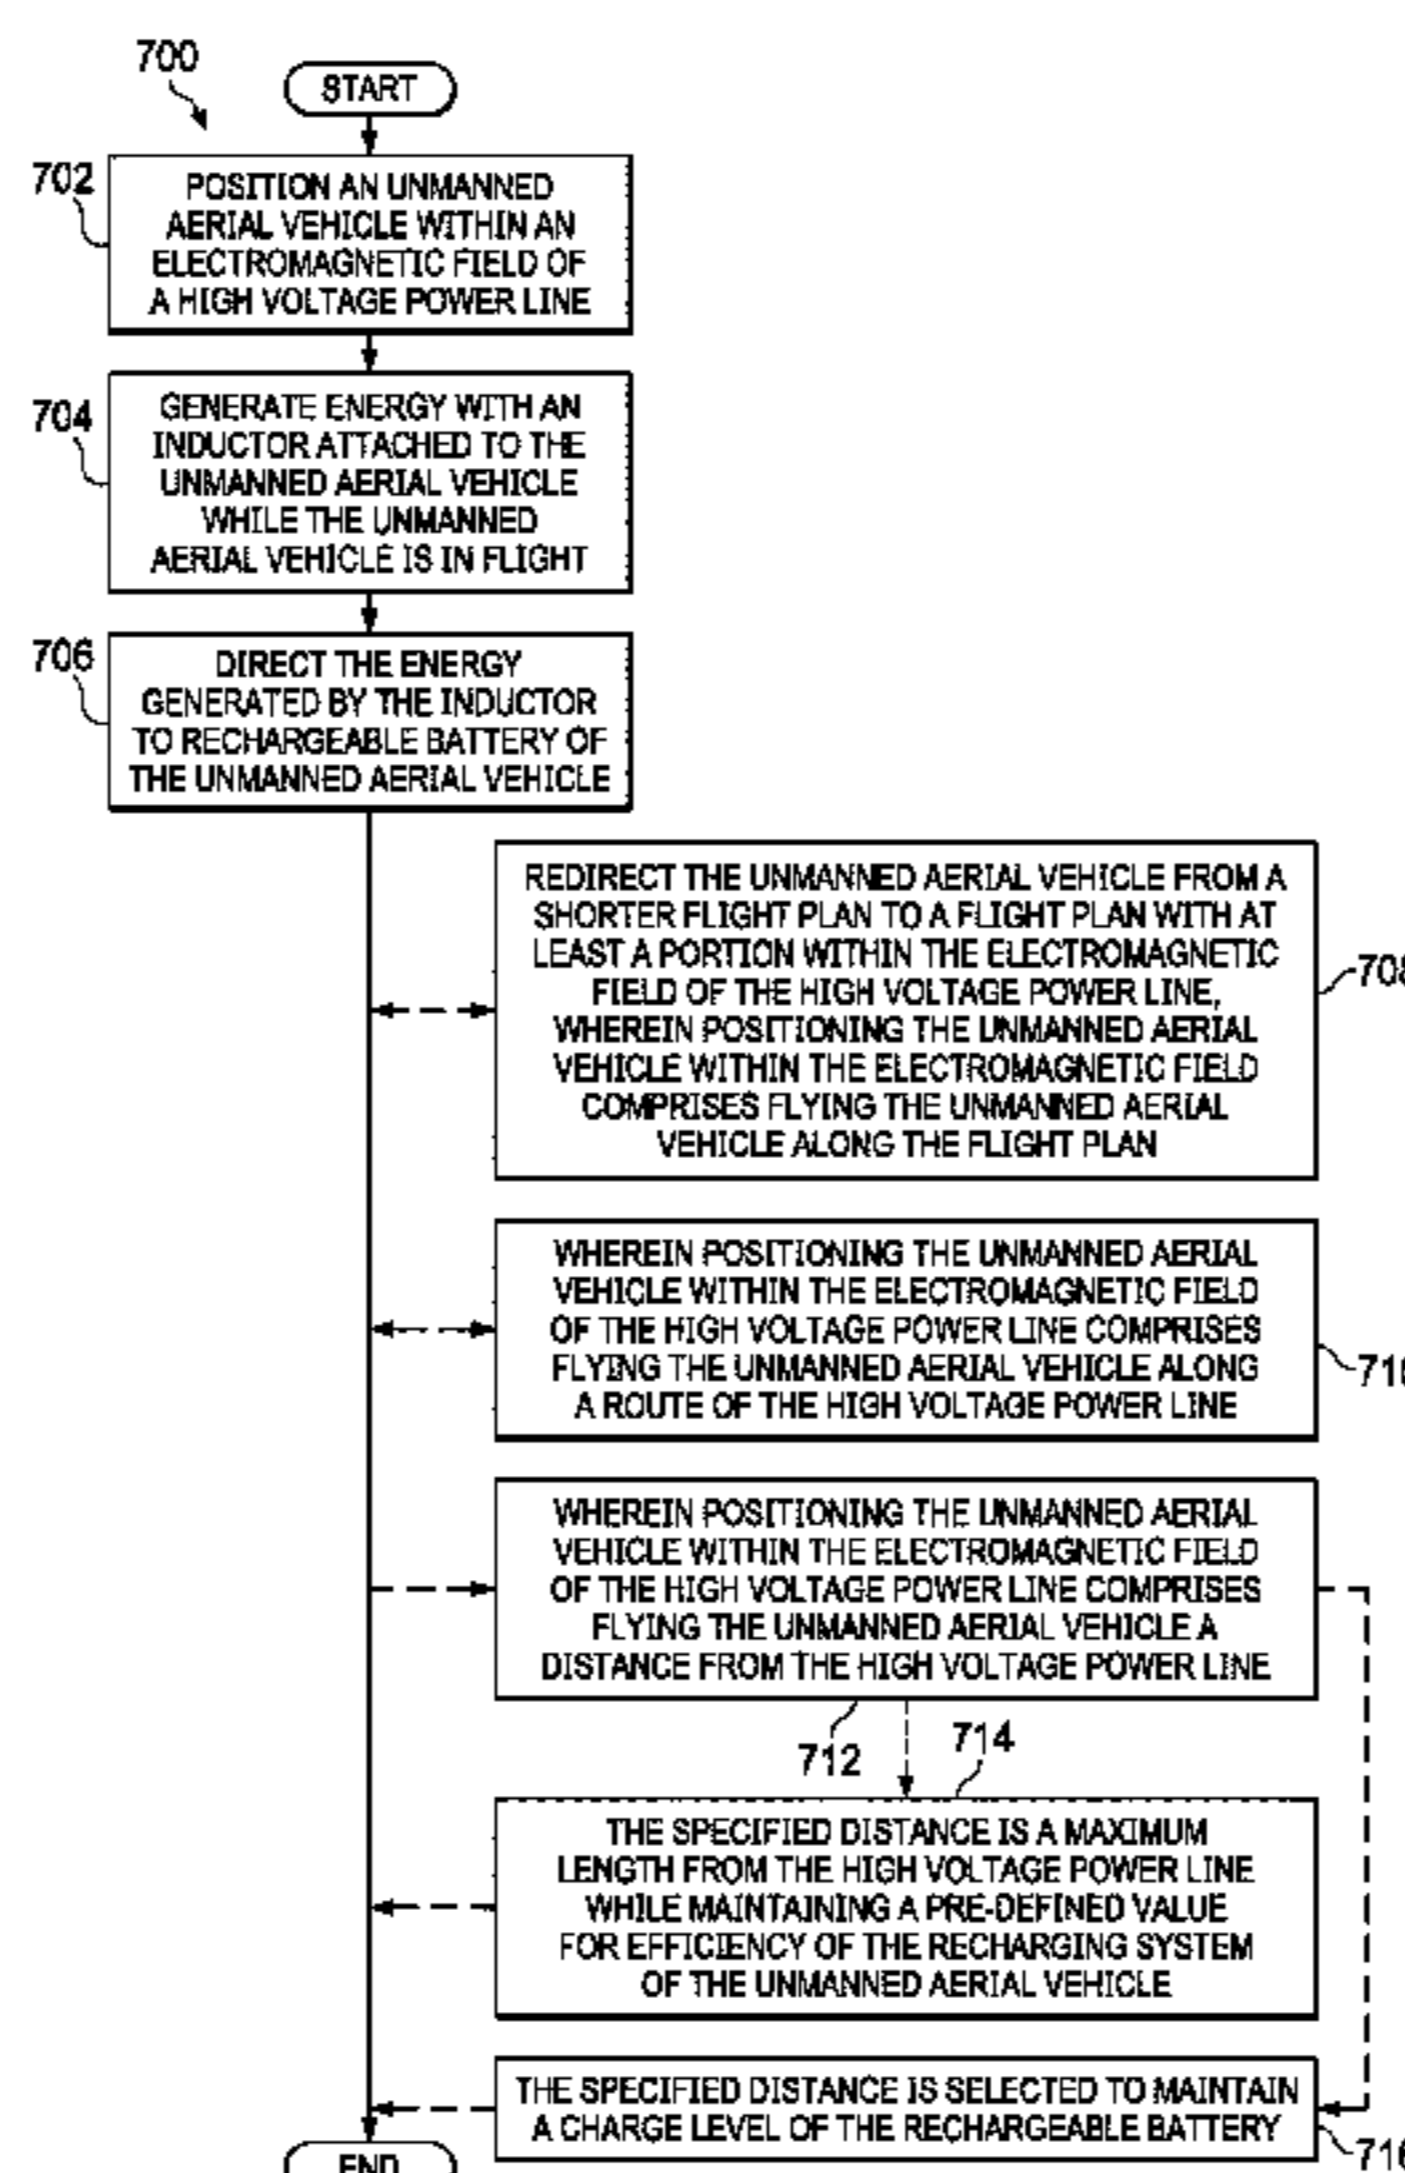 700
START
702
POSITION AN UNMANNED
AERIAL VEHICLE WITHIN AN
ELECTROMAGNETIC FIELD OF
A HIGH VOLTAGE POWER LINE
704
GENERATE ENERGY WITH AN
INDUCTOR ATTACHED TO THE
UNMANNED AERIAL VEHICLE
WHILE THE UNMANNED
AERIAL VEHICLE IS IN FLIGHT
706
DIRECT THE ENERGY
GENERATED BY THE INDUCTOR
TO RECHARGEABLE BATTERY OF
THE UNMANNED AERIAL VEHICLE
REDIRECT THE UNMANNED AERIAL VEHICLE FROM A
SHORTER FLIGHT PLAN TO A FLIGHT PLAN WITH AT
LEAST A PORTION WITHIN THE ELECTROMAGNETIC
FIELD OF THE HIGH VOLTAGE POWER LINE,
WHEREIN POSITIONING THE UNMANNED AERIAL
VEHICLE WITHIN THE ELECTROMAGNETIC FIELD
COMPRISES FLYING THE UNMANNED AERIAL
VEHICLE ALONG THE FLIGHT PLAN
708
WHEREIN POSITIONING THE UNMANNED AERIAL
VEHICLE WITHIN THE ELECTROMAGNETIC FIELD
OF THE HIGH VOLTAGE POWER LINE COMPRISES
FLYING THE UNMANNED AERIAL VEHICLE ALONG
A ROUTE OF THE HIGH VOLTAGE POWER LINE
710
WHEREIN POSITIONING THE UNMANNED AERIAL
VEHICLE WITHIN THE ELECTROMAGNETIC FIELD
OF THE HIGH VOLTAGE POWER LINE COMPRISES
FLYING THE UNMANNED AERIAL VEHICLE A
DISTANCE FROM THE HIGH VOLTAGE POWER LINE
712
714
THE SPECIFIED DISTANCE IS A MAXIMUM
LENGTH FROM THE HIGH VOLTAGE POWER LINE
WHILE MAINTAINING A PRE-DEFINED VALUE
FOR EFFICIENCY OF THE RECHARGING SYSTEM
OF THE UNMANNED AERIAL VEHICLE
THE SPECIFIED DISTANCE IS SELECTED TO MAINTAIN
A CHARGE LEVEL OF THE RECHARGEABLE BATTERY
716
END